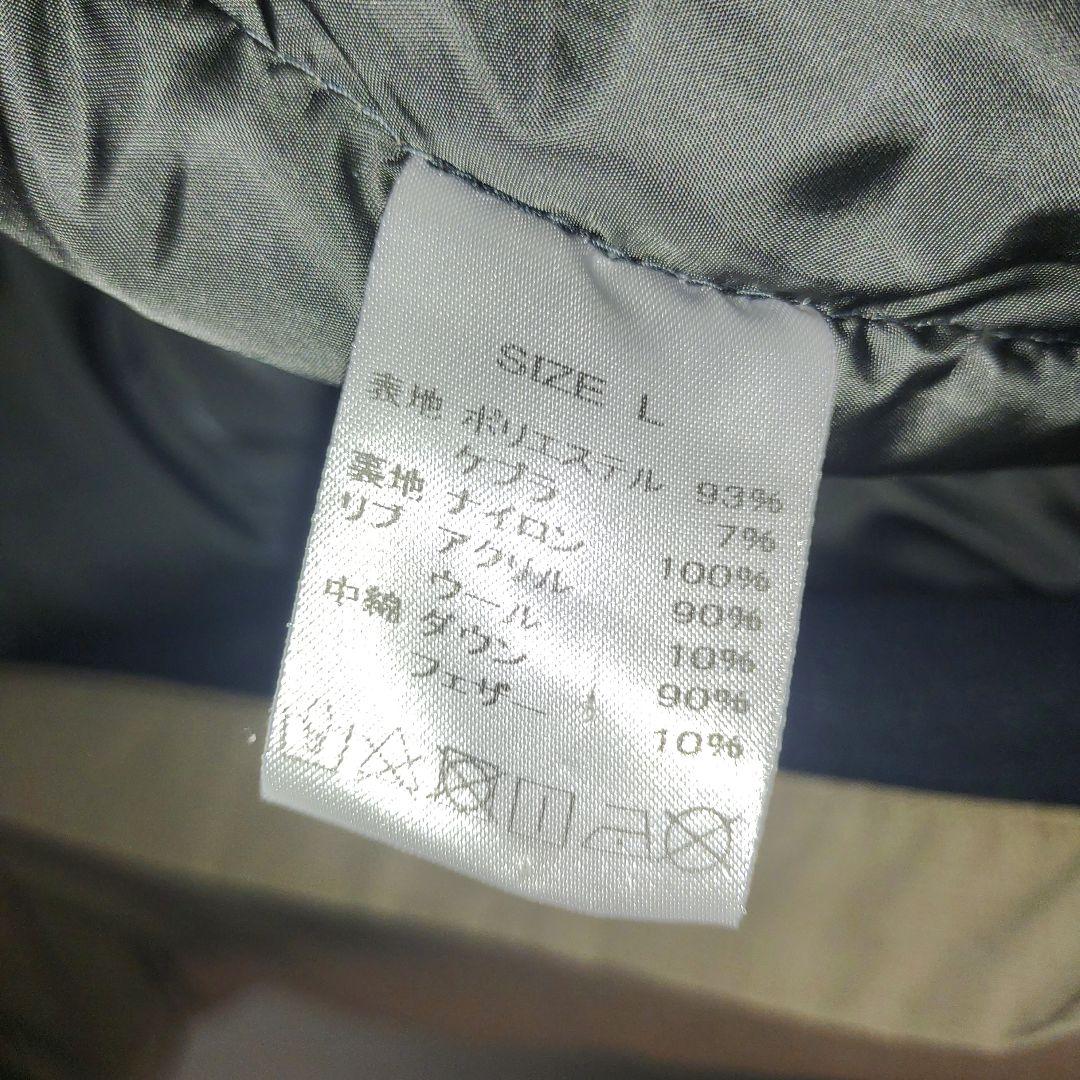 SIZE L
表地 ポリエステル 93%
ケブラ 7%
裏地 ナイロン 100%
リブ アクリル 90%
ウール 10%
中綿 ダウン 90%
フェザー 10%